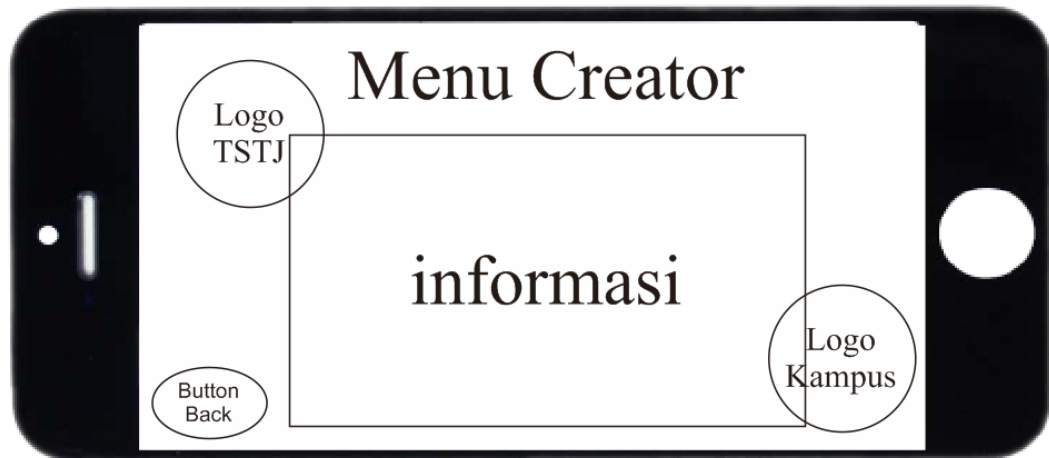 Menu Creator
Logo
TSTJ
informasi
Logo
Kampus
Button
Back